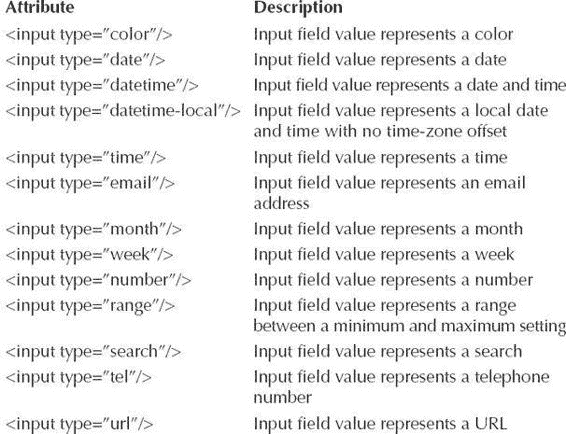 Attribute Description
<input type="color"/> Input field value represents a color
<input type="date"/> Input field value represents a date
<input type="datetime"/> Input field value represents a date and time
<input type="datetime-local"/> Input field value represents a local date
and time with no time-zone offset
<input type="time"/> Input field value represents a time
<input type="email"/> Input field value represents an email
address
<input type="month"/> Input field value represents a month
<input type="week"/> Input field value represents a week
<input type="number"/> Input field value represents a number
<input type="range"/> Input field value represents a range
between a minimum and maximum setting
<input type="search"/> Input field value represents a search
<input type="tel"/> Input field value represents a telephone
number
<input type="url"/> Input field value represents a URL